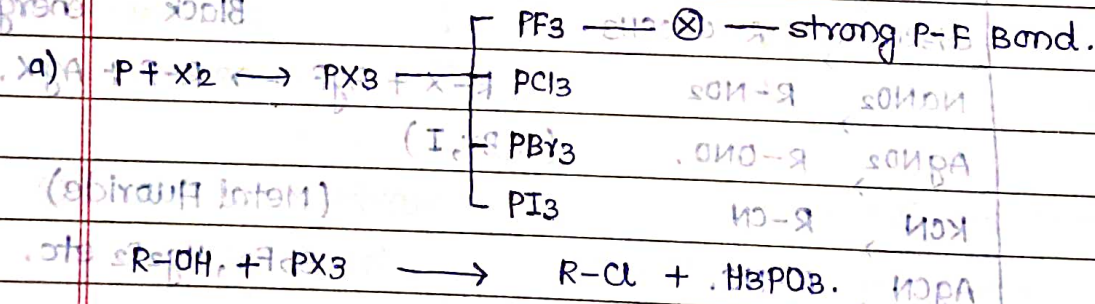 PF3 —— ⊗ —— strong P-F Bond.
a) P + X2 ⟶ PX3 —— PCl3
PBr3
PI3
R-OH + PX3 ⟶ R-Cl + H3PO3.